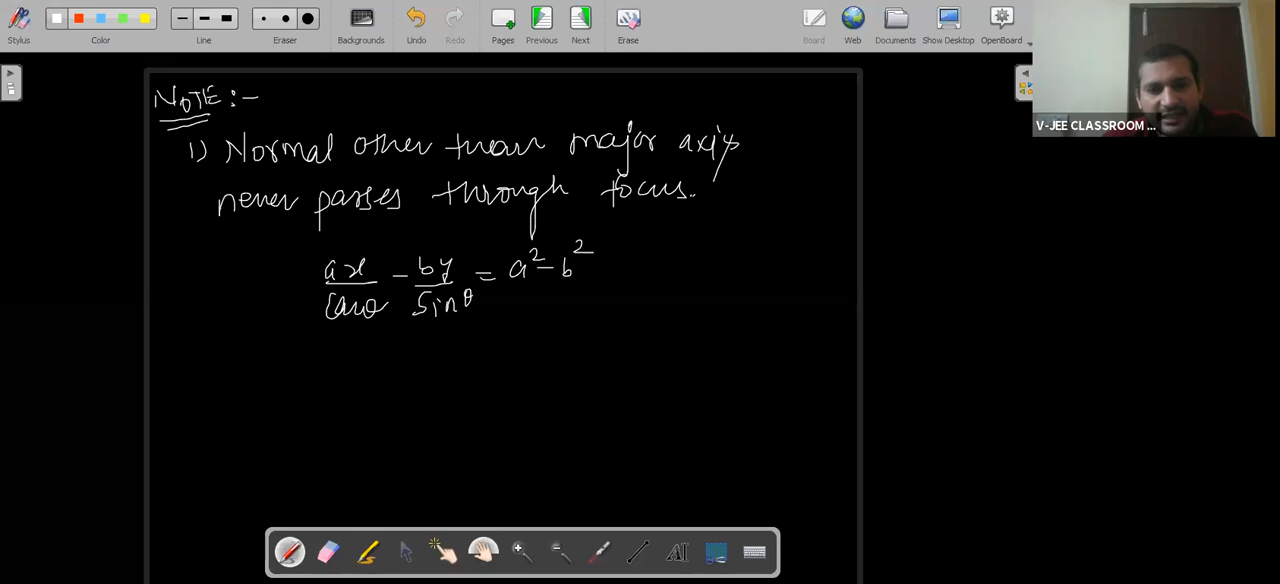 Stylus
Color
Line
Eraser
Backgrounds
Undo
Redo
Pages
Previous
Next
Erase
Board
Web
Documents
Show Desktop
OpenBoard
V-JEE CLASSROOM ...
NOTE :-
1) Normal other than major axis
never passes through focus..
ax/cosθ - by/sinθ = a² - b²
AI